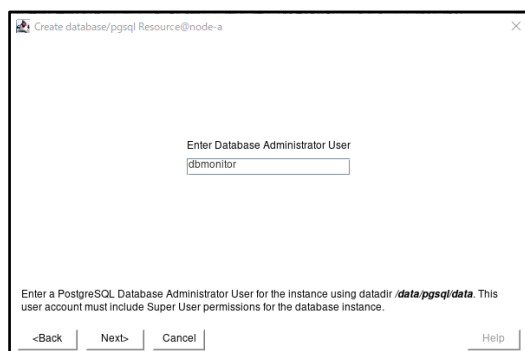 Create database/pgsql Resource@node-a
Enter Database Administrator User
dbmonitor
Enter a PostgreSQL Database Administrator User for the instance using datadir /data/pgsql/data. This
user account must include Super User permissions for the database instance.
<Back Next> Cancel Help